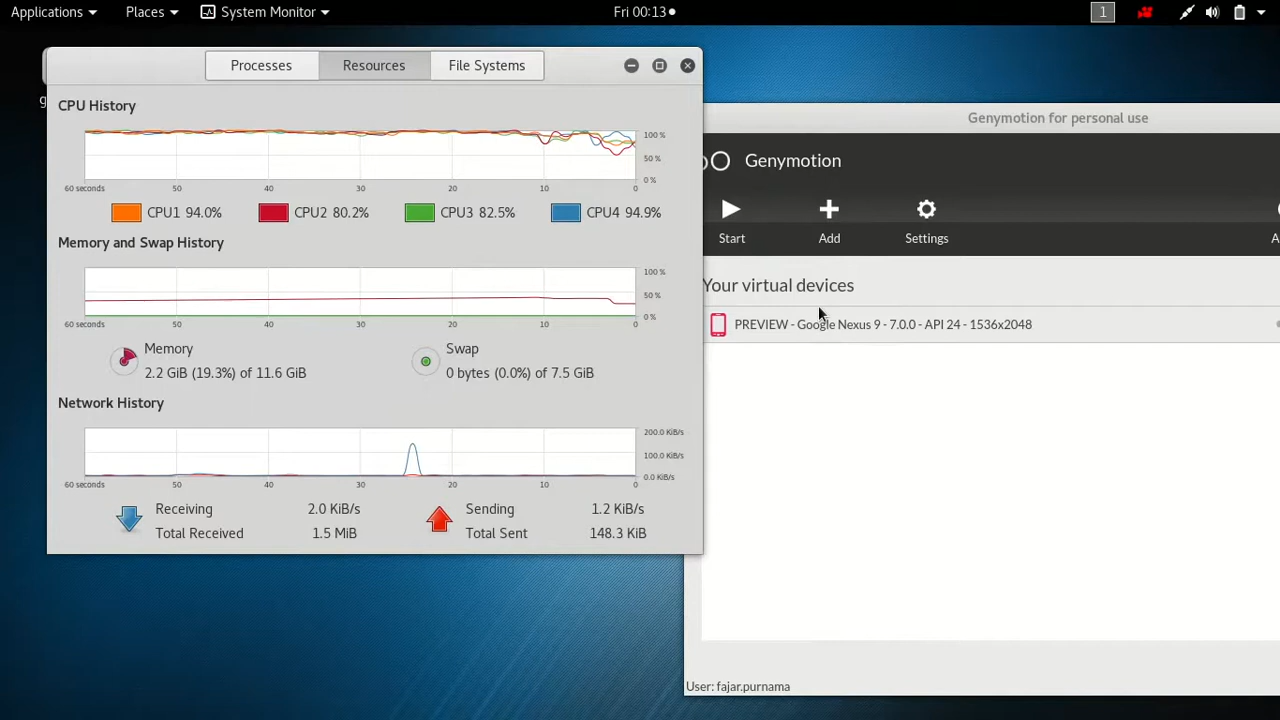 Applications
Places
System Monitor
Fri 00:13
1
Processes
Resources
File Systems
CPU History
100 %
50 %
0 %
60 seconds
50
40
30
20
10
0
CPU1 94.0%
CPU2 80.2%
CPU3 82.5%
CPU4 94.9%
Memory and Swap History
100 %
50 %
0 %
60 seconds
50
40
30
20
10
0
Memory
2.2 GiB (19.3%) of 11.6 GiB
Swap
0 bytes (0.0%) of 7.5 GiB
Network History
200.0 KiB/s
100.0 KiB/s
0.0 KiB/s
60 seconds
50
40
30
20
10
0
Receiving 2.0 KiB/s
Total Received 1.5 MiB
Sending 1.2 KiB/s
Total Sent 148.3 KiB
g
Genymotion for personal use
Genymotion
Start
Add
Settings
A
Your virtual devices
PREVIEW - Google Nexus 9 - 7.0.0 - API 24 - 1536x2048
User: fajar.purnama